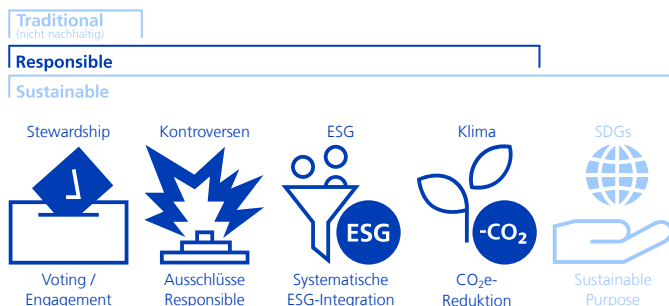 Traditional
(nicht nachhaltig)
Responsible
Sustainable
Stewardship
Kontroversen
ESG
Klima
SDGs
ESG
-CO₂
Voting /
Engagement
Ausschlüsse
Responsible
Systematische
ESG-Integration
CO₂e-
Reduktion
Sustainable
Purpose